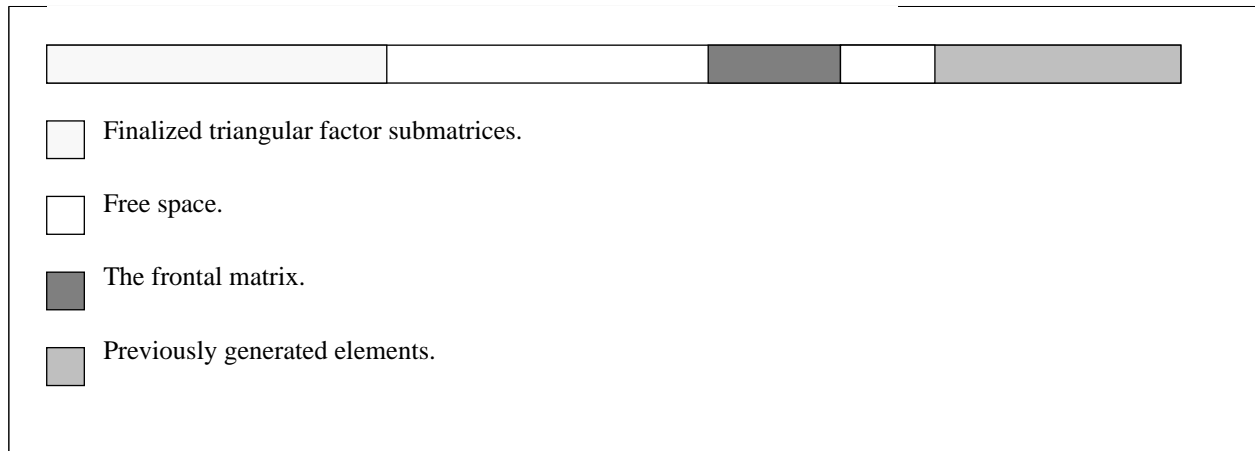 Finalized triangular factor submatrices.
Free space.
The frontal matrix.
Previously generated elements.